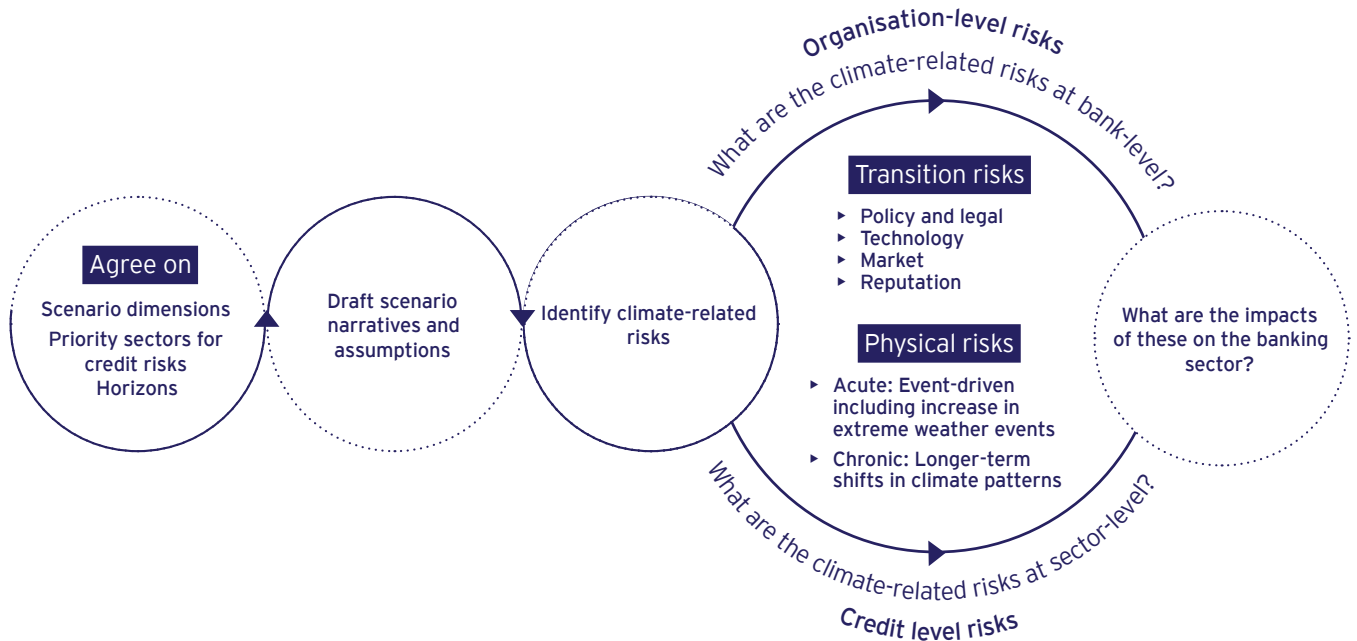 Agree on
Scenario dimensions
Priority sectors for
credit risks
Horizons
Draft scenario
narratives and
assumptions
Identify climate-related
risks
Organisation-level risks
What are the climate-related risks at bank-level?
Transition risks
▸ Policy and legal
▸ Technology
▸ Market
▸ Reputation
Physical risks
▸ Acute: Event-driven
including increase in
extreme weather events
▸ Chronic: Longer-term
shifts in climate patterns
What are the climate-related risks at sector-level?
Credit level risks
What are the impacts
of these on the banking
sector?